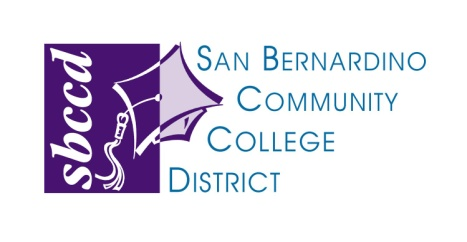 sbccd
San Bernardino
Community
College
District